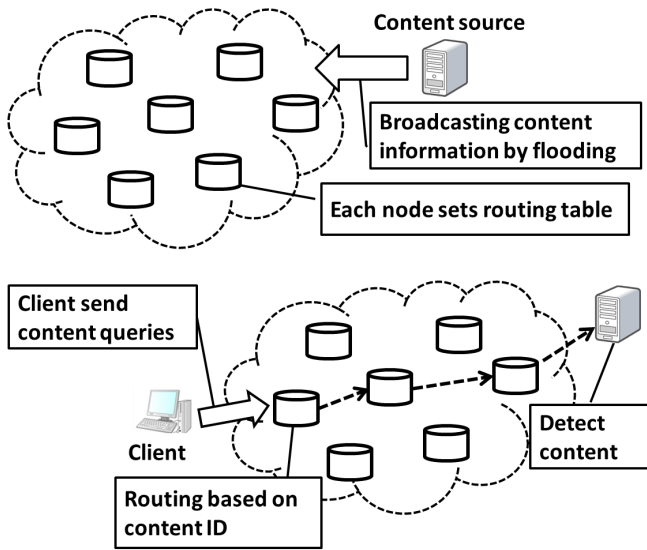 Content source
Broadcasting content
information by flooding
Each node sets routing table
Client send
content queries
Client
Detect
content
Routing based on
content ID